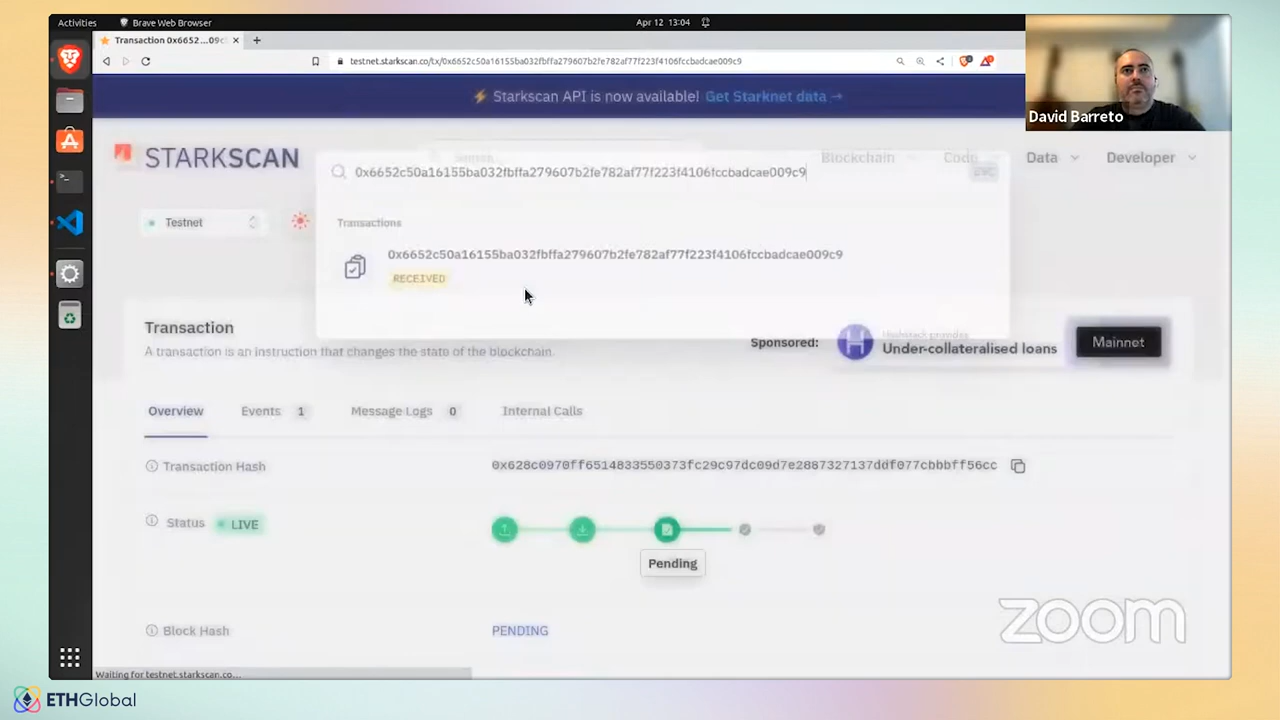 Activities
Brave Web Browser
Apr 12 13:04
Transaction 0x6652...09c
testnet.starkscan.co/tx/0x6652c50a16155ba032fbffa279607b2fe782af77f223f4106fccbadcae009c9
David Barreto
⚡ Starkscan API is now available! Get Starknet data →
STARKSCAN
Search
Blockchain
Code
Data
Developer
0x6652c50a16155ba032fbffa279607b2fe782af77f223f4106fccbadcae009c9
ESC
Testnet
Transactions
0x6652c50a16155ba032fbffa279607b2fe782af77f223f4106fccbadcae009c9
RECEIVED
Transaction
A transaction is an instruction that changes the state of the blockchain.
Sponsored:
Hashstack provides
Under-collateralised loans
Mainnet
Overview
Events 1
Message Logs 0
Internal Calls
Transaction Hash
0x628c0970ff6514833550373fc29c97dc09d7e2887327137ddf077cbbbff56cc
Status
LIVE
Pending
Block Hash
PENDING
Waiting for testnet.starkscan.co...
zoom
ETHGlobal